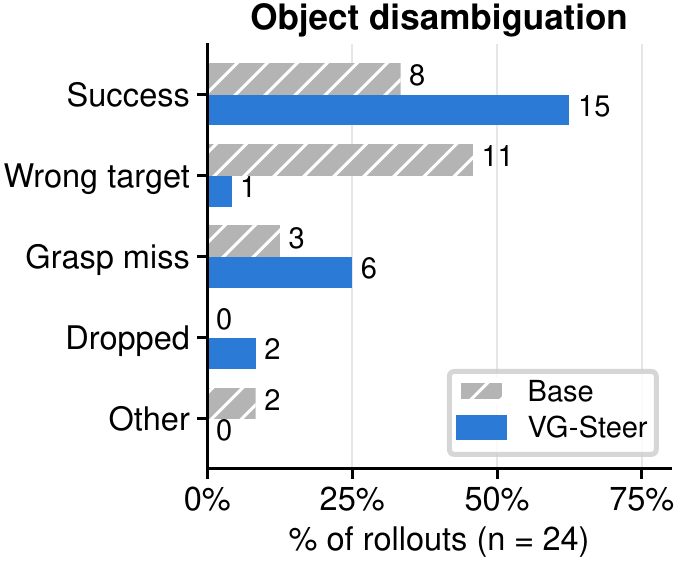 Object disambiguation
Success
8
15
Wrong target
11
1
Grasp miss
3
6
Dropped
0
2
Other
2
0
Base
VG-Steer
0%
25%
50%
75%
% of rollouts (n = 24)